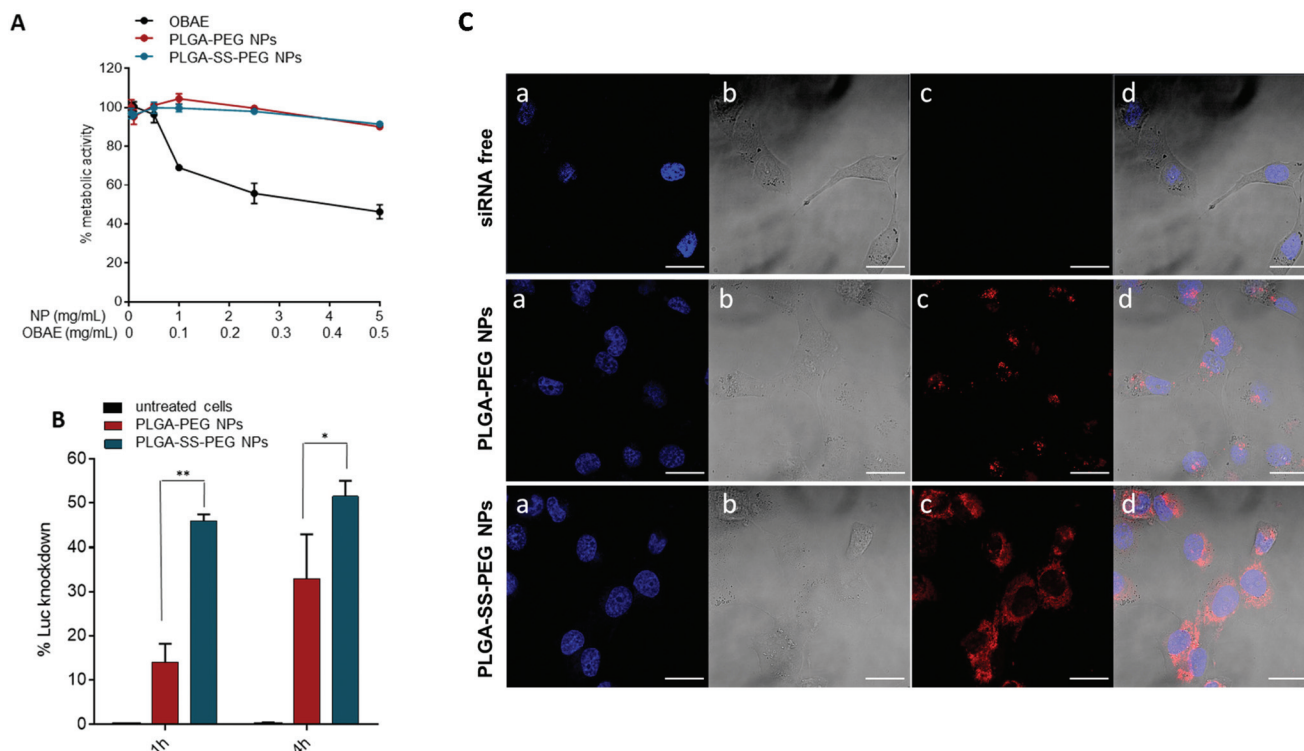 A
OBAE
PLGA-PEG NPs
PLGA-SS-PEG NPs
% metabolic activity
120
100
80
60
40
20
0
NP (mg/mL) 0 1 2 3 4 5
OBAE (mg/mL) 0 0.1 0.2 0.3 0.4 0.5
B
untreated cells
PLGA-PEG NPs
PLGA-SS-PEG NPs
% Luc knockdown
60
50
40
30
20
10
0
**
*
1h 4h
C
siRNA free
a b c d
PLGA-PEG NPs
a b c d
PLGA-SS-PEG NPs
a b c d